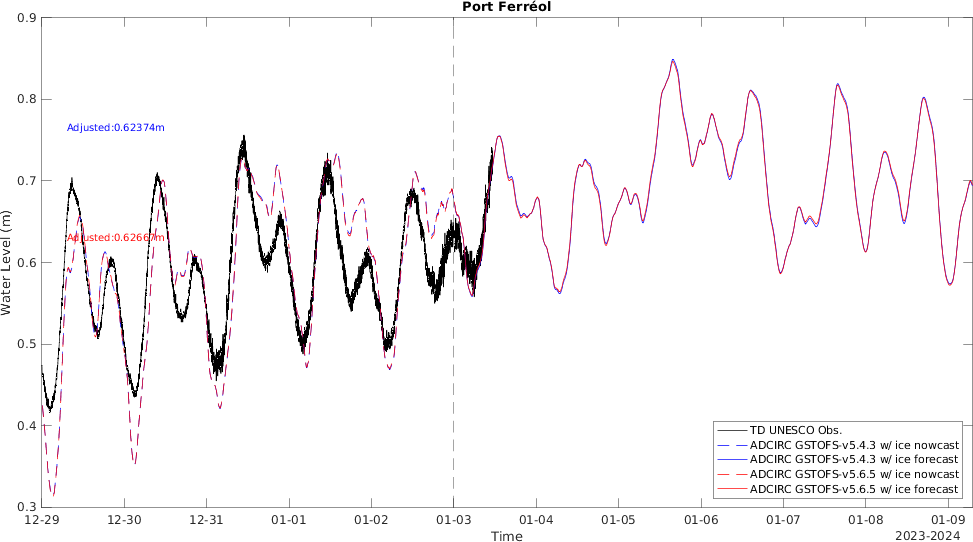 Port Ferréol
0.9
0.8
0.7
0.6
0.5
0.4
0.3
Water Level (m)
Adjusted:0.62374m
Adjusted:0.62667m
TD UNESCO Obs.
ADCIRC GSTOFS-v5.4.3 w/ ice nowcast
ADCIRC GSTOFS-v5.4.3 w/ ice forecast
ADCIRC GSTOFS-v5.6.5 w/ ice nowcast
ADCIRC GSTOFS-v5.6.5 w/ ice forecast
12-29 12-30 12-31 01-01 01-02 01-03 01-04 01-05 01-06 01-07 01-08 01-09
Time
2023-2024